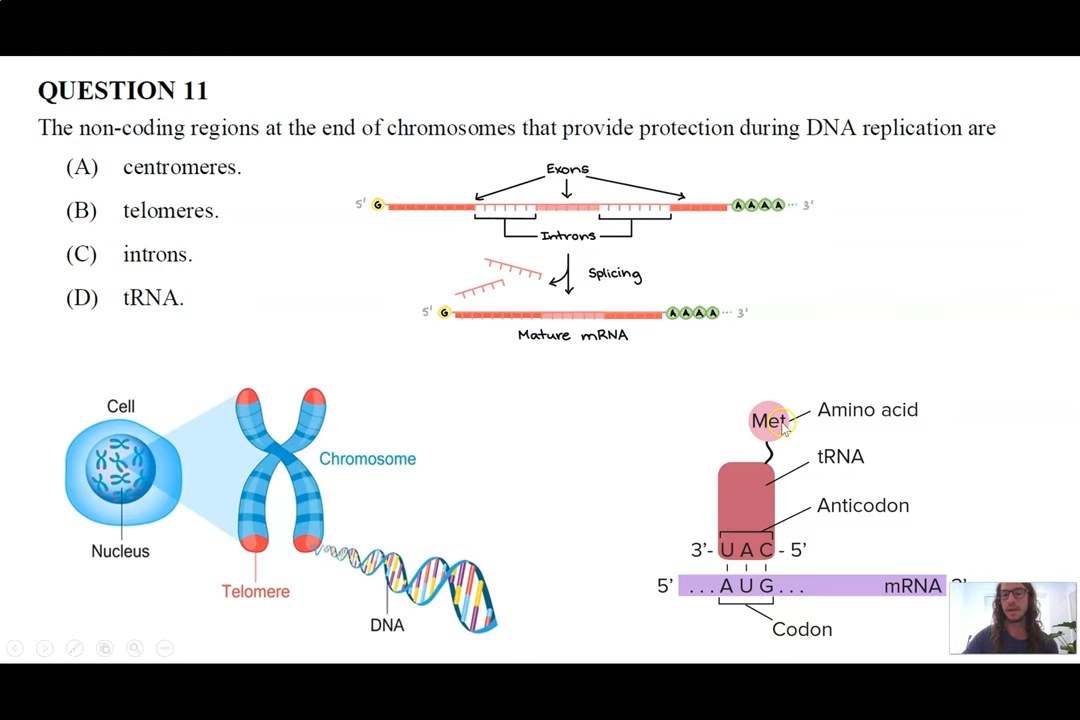 QUESTION 11
The non-coding regions at the end of chromosomes that provide protection during DNA replication are
(A) centromeres.
(B) telomeres.
(C) introns.
(D) tRNA.
Exons
5' G A A A A ... 3'
Introns
Splicing
5' G A A A A ... 3'
Mature mRNA
Cell
Chromosome
Nucleus
Telomere
DNA
Met
Amino acid
tRNA
Anticodon
3'- U A C - 5'
5' ...A U G... mRNA
Codon